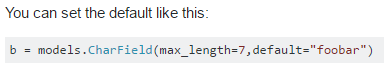 You can set the default like this:
b = models.CharField(max_length=7,default="foobar")